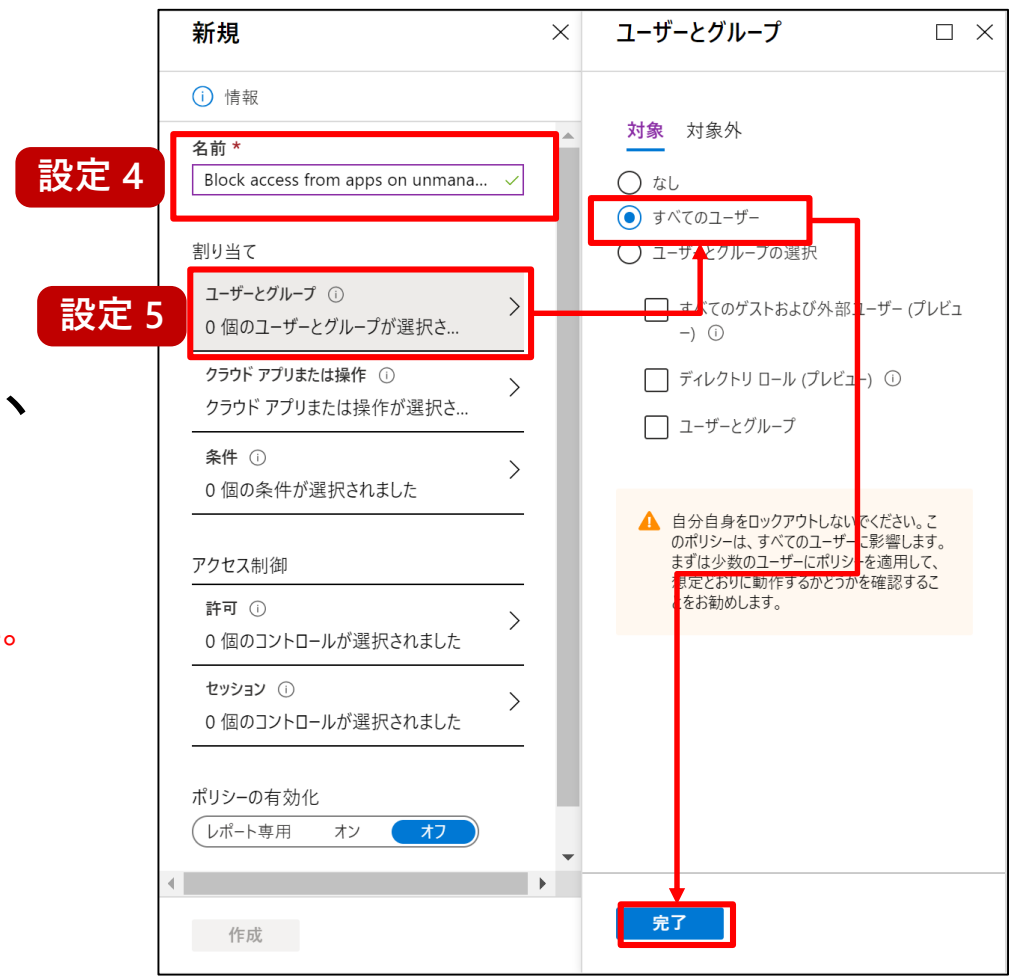 新規
情報
設定 4
名前 *
Block access from apps on unmana...
割り当て
設定 5
ユーザーとグループ
0 個のユーザーとグループが選択さ...
クラウド アプリまたは操作
クラウド アプリまたは操作が選択さ...
、
条件
0 個の条件が選択されました
アクセス制御
許可
0 個のコントロールが選択されました
。
セッション
0 個のコントロールが選択されました
ポリシーの有効化
レポート専用 オン オフ
作成
ユーザーとグループ
対象 対象外
なし
すべてのユーザー
ユーザーとグループの選択
すべてのゲストおよび外部ユーザー (プレビュ
ー)
ディレクトリ ロール (プレビュー)
ユーザーとグループ
自分自身をロックアウトしないでください。こ
のポリシーは、すべてのユーザーに影響します。
まずは少数のユーザーにポリシーを適用して、
想定どおりに動作するかどうかを確認するこ
とをお勧めします。
完了